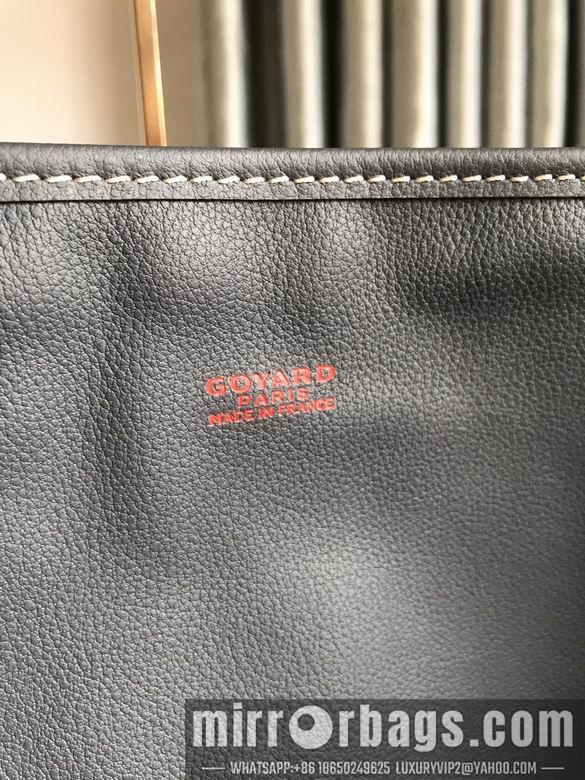 GOYARD
PARIS
MADE IN FRANCE
mirrorbags.com
WHATSAPP:+86 18650249625 LUXURYVIP2@YAHOO.COM